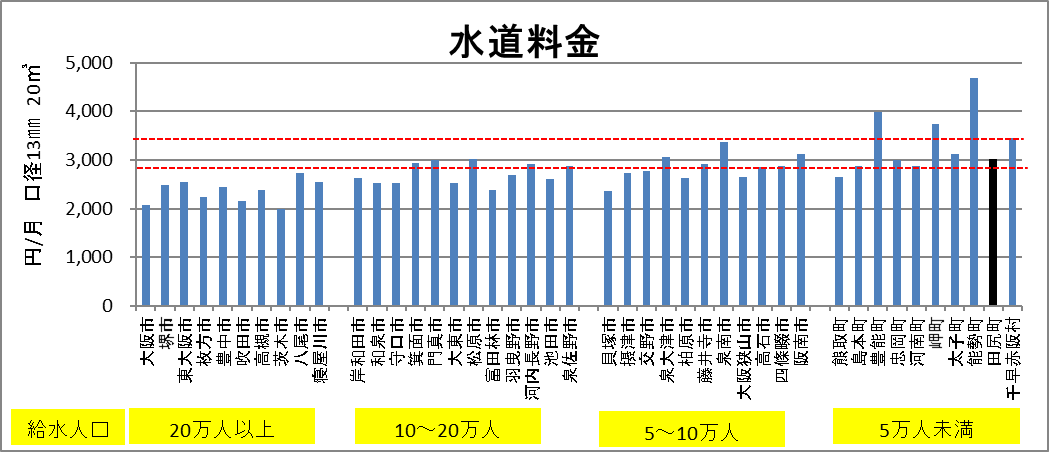 水道料金
円/月　口径13mm 20㎥
5,000
4,000
3,000
2,000
1,000
0
大阪市
堺市
東大阪市
枚方市
豊中市
吹田市
高槻市
茨木市
八尾市
寝屋川市
岸和田市
和泉市
守口市
箕面市
門真市
大東市
松原市
富田林市
羽曳野市
河内長野市
池田市
泉佐野市
貝塚市
摂津市
交野市
泉大津市
柏原市
藤井寺市
泉南市
大阪狭山市
高石市
四條畷市
阪南市
熊取町
島本町
豊能町
忠岡町
河南町
岬町
太子町
能勢町
田尻町
千早赤阪村
給水人口
20万人以上
10～20万人
5～10万人
5万人未満